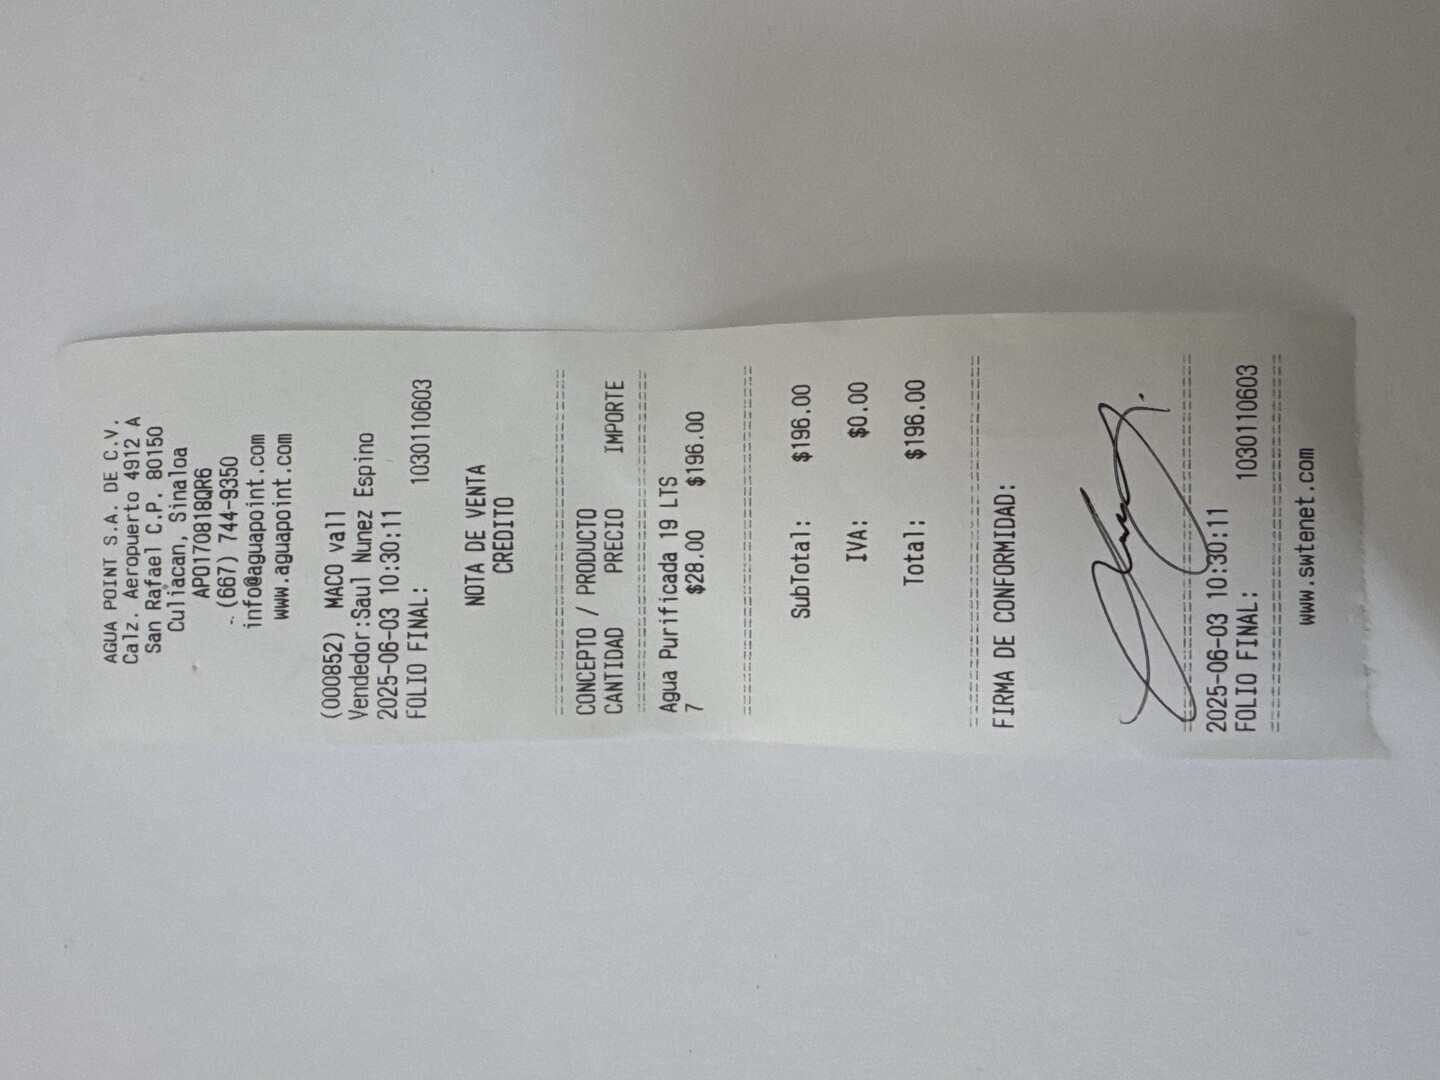 AGUA POINT S.A. DE C.V.
Calz. Aeropuerto 4912 A
San Rafael C.P. 80150
Culiacan, Sinaloa
APO170818QR6
(667) 744-9350
info@aguapoint.com
www.aguapoint.com
(000852) MACO vall
Vendedor:Saul Nunez Espino
2025-06-03 10:30:11
FOLIO FINAL: 1030110603
NOTA DE VENTA
CREDITO
================================
CONCEPTO / PRODUCTO
CANTIDAD PRECIO IMPORTE
================================
Agua Purificada 19 LTS
7 $28.00 $196.00
================================
SubTotal: $196.00
IVA: $0.00
Total: $196.00
================================
FIRMA DE CONFORMIDAD:
================================
2025-06-03 10:30:11
FOLIO FINAL: 1030110603
================================
www.swtenet.com